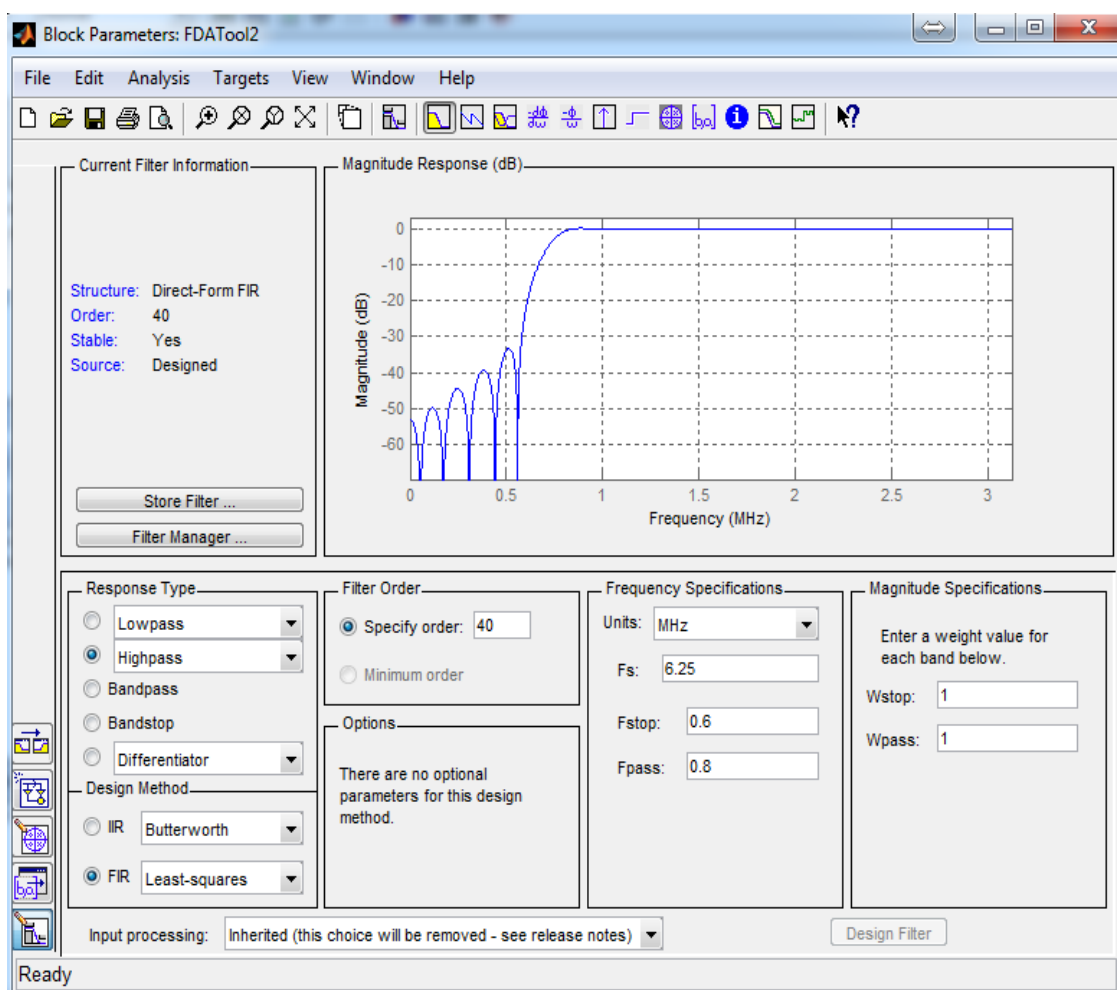 Block Parameters: FDATool2
File Edit Analysis Targets View Window Help
Current Filter Information
Structure: Direct-Form FIR
Order: 40
Stable: Yes
Source: Designed
Store Filter ...
Filter Manager ...
Magnitude Response (dB)
Magnitude (dB)
0
-10
-20
-30
-40
-50
-60
0 0.5 1 1.5 2 2.5 3
Frequency (MHz)
Response Type
Lowpass
Highpass
Bandpass
Bandstop
Differentiator
Design Method
IIR Butterworth
FIR Least-squares
Filter Order
Specify order: 40
Minimum order
Options
There are no optional
parameters for this design
method.
Frequency Specifications
Units: MHz
Fs: 6.25
Fstop: 0.6
Fpass: 0.8
Magnitude Specifications
Enter a weight value for
each band below.
Wstop: 1
Wpass: 1
Input processing: Inherited (this choice will be removed - see release notes)
Design Filter
Ready